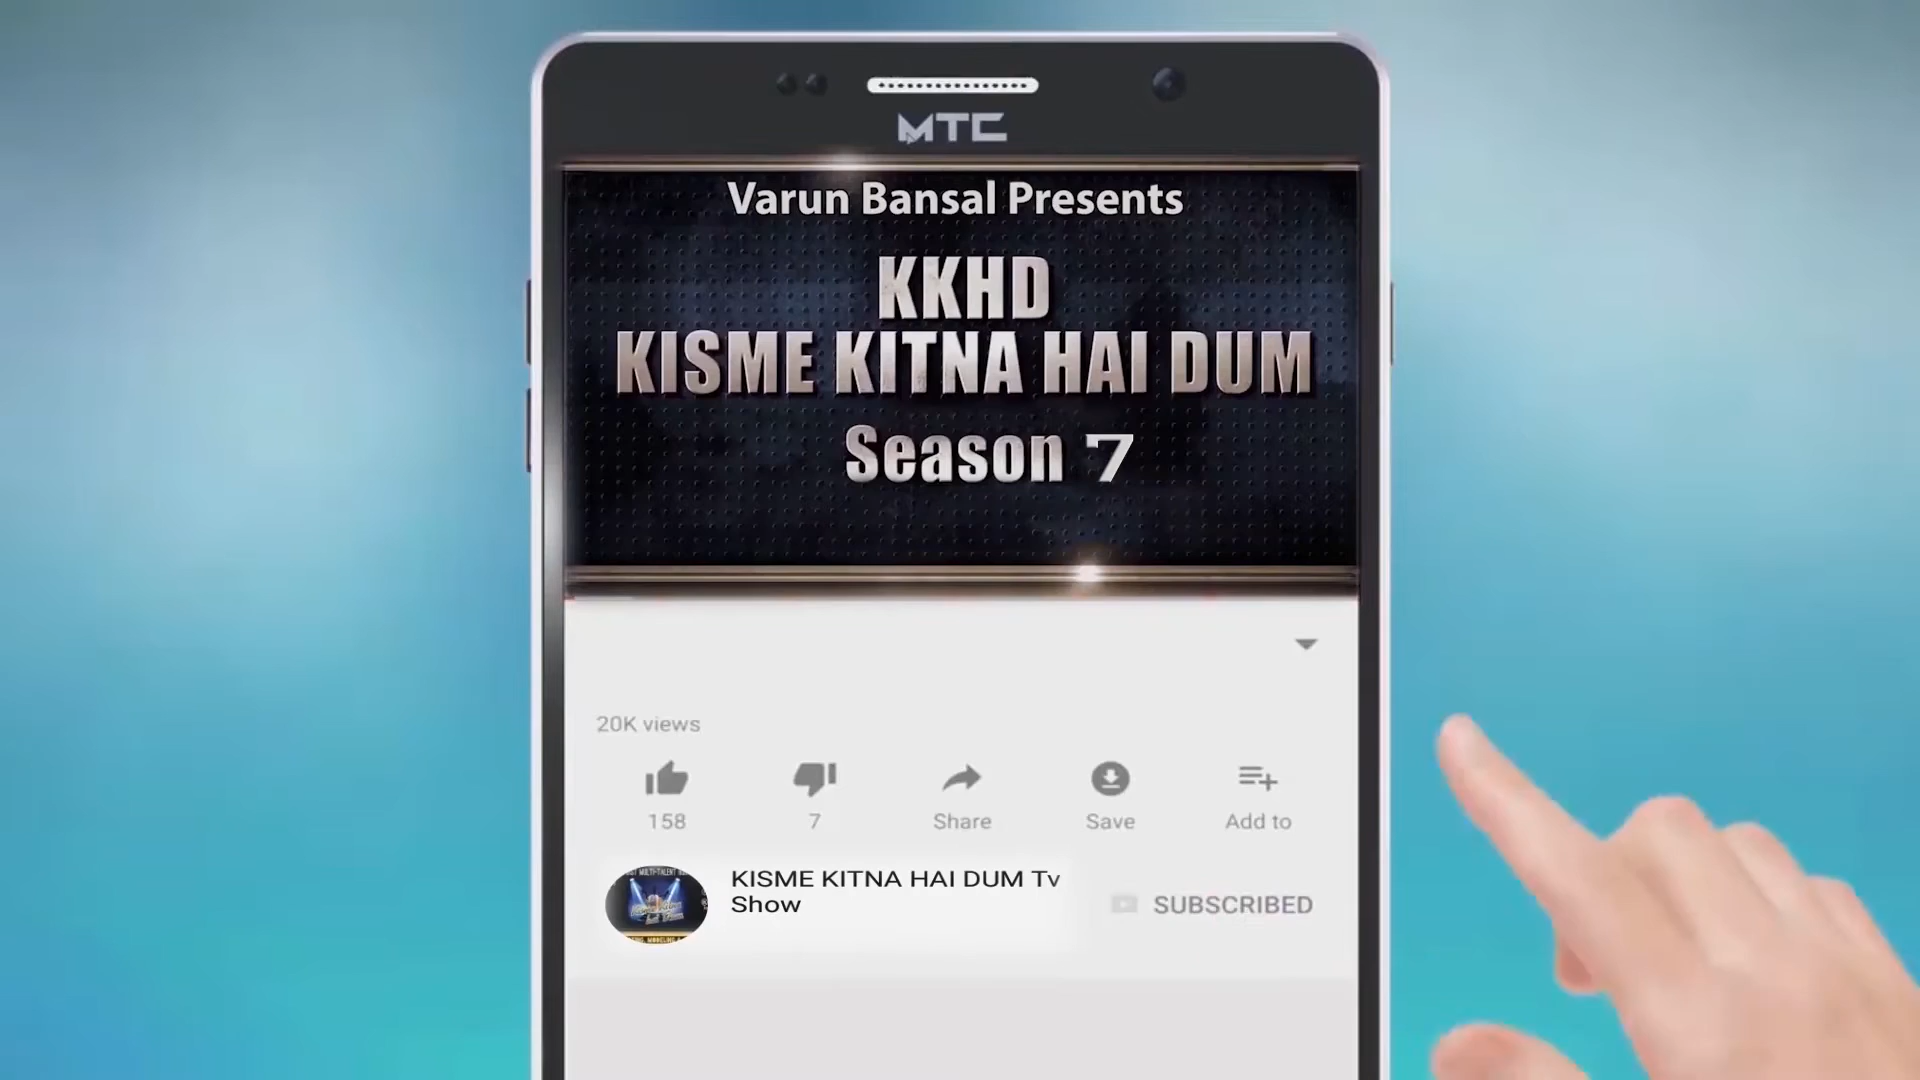 MTC
Varun Bansal Presents
KKHD
KISME KITNA HAI DUM
Season 7
20K views
158
7
Share
Save
Add to
KISME KITNA HAI DUM Tv
Show
SUBSCRIBED